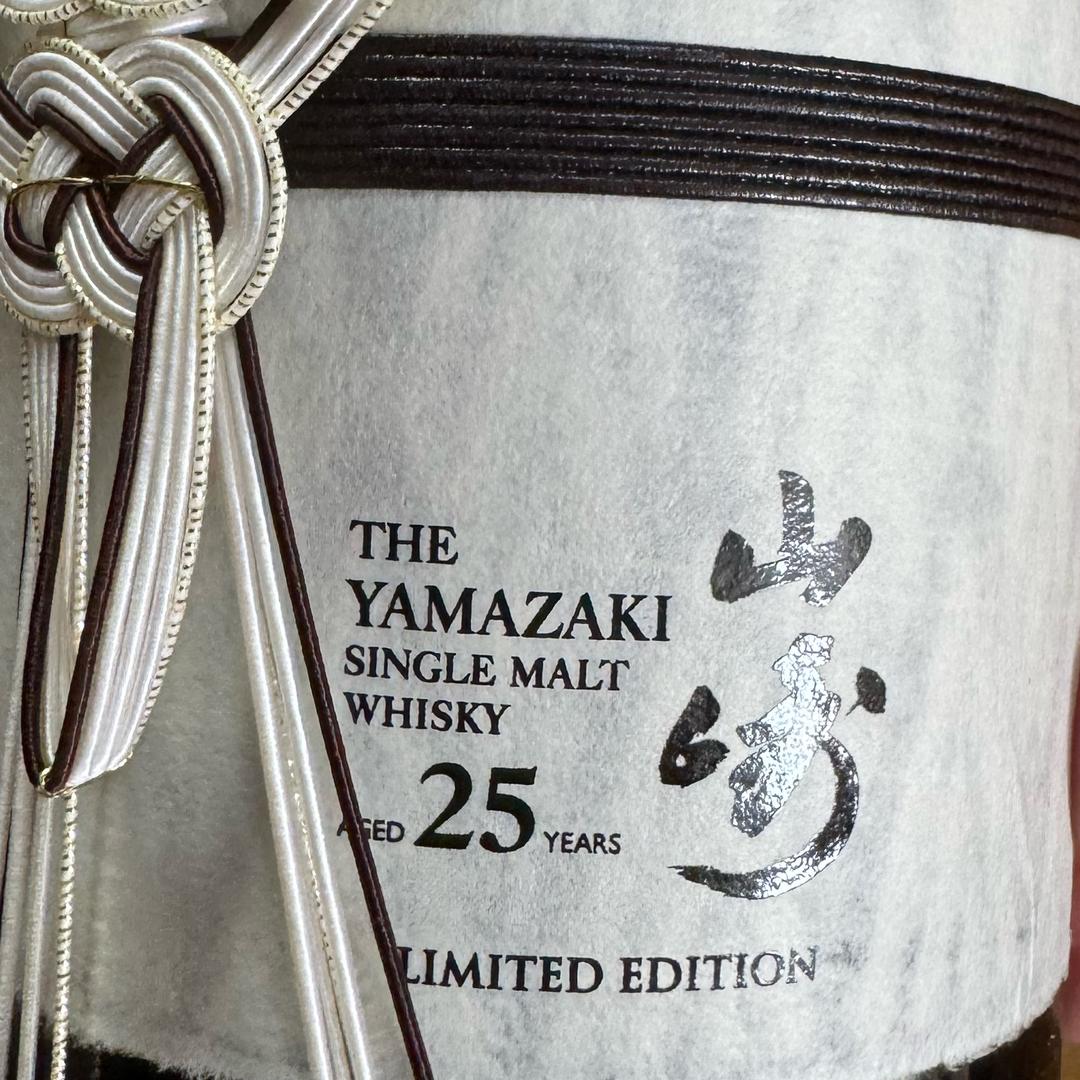 THE
YAMAZAKI
SINGLE MALT
WHISKY
AGED 25 YEARS
LIMITED EDITION
山崎